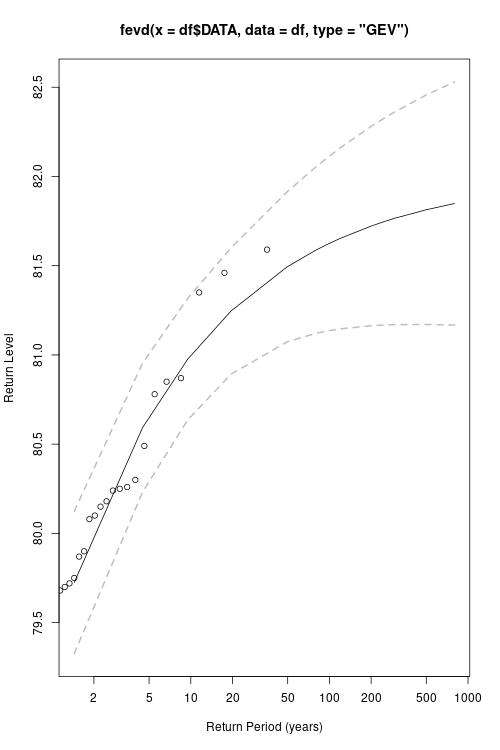 fevd(x = df$DATA, data = df, type = "GEV")
82.5
82.0
81.5
81.0
80.5
80.0
79.5
Return Level
2 5 10 20 50 100 200 500 1000
Return Period (years)